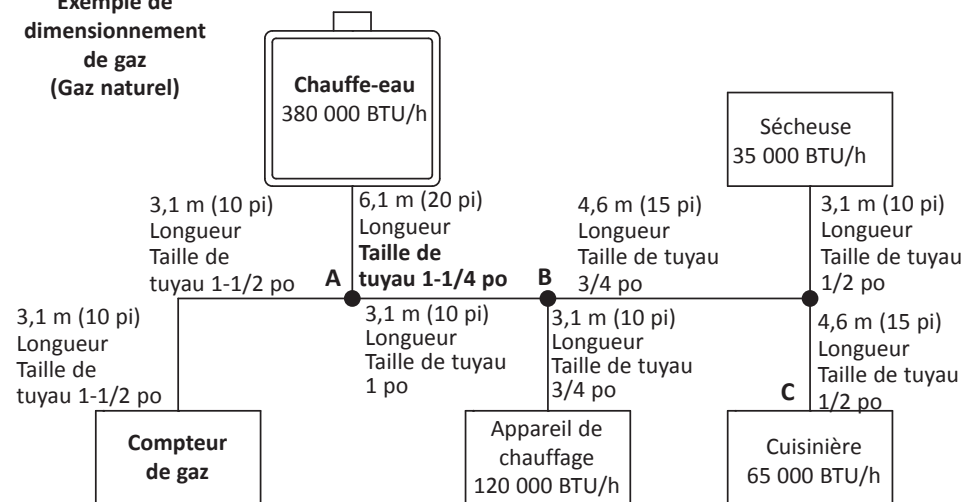 Exemple de
dimensionnement
de gaz
(Gaz naturel)
Chauffe-eau
380 000 BTU/h
Sécheuse
35 000 BTU/h
3,1 m (10 pi)
Longueur
Taille de
tuyau 1-1/2 po
6,1 m (20 pi)
Longueur
Taille de
tuyau 1-1/4 po
4,6 m (15 pi)
Longueur
Taille de tuyau
3/4 po
3,1 m (10 pi)
Longueur
Taille de tuyau
1/2 po
A
B
3,1 m (10 pi)
Longueur
Taille de
tuyau 1-1/2 po
3,1 m (10 pi)
Longueur
Taille de tuyau
1 po
3,1 m (10 pi)
Longueur
Taille de tuyau
3/4 po
4,6 m (15 pi)
Longueur
Taille de tuyau
1/2 po
C
Compteur
de gaz
Appareil de
chauffage
120 000 BTU/h
Cuisinière
65 000 BTU/h